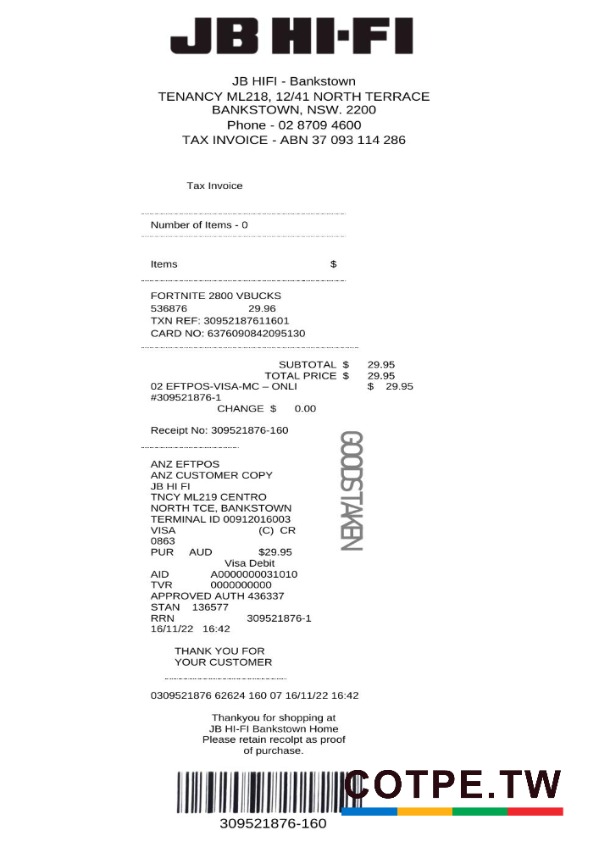 JB HI-FI
JB HIFI - Bankstown
TENANCY ML218, 12/41 NORTH TERRACE
BANKSTOWN, NSW. 2200
Phone - 02 8709 4600
TAX INVOICE - ABN 37 093 114 286
Tax Invoice
Number of Items - 0
Items $
FORTNITE 2800 VBUCKS
536876 29.96
TXN REF: 30952187611601
CARD NO: 6376090842095130
SUBTOTAL $ 29.95
TOTAL PRICE $ 29.95
02 EFTPOS-VISA-MC – ONLI $ 29.95
#309521876-1
CHANGE $ 0.00
Receipt No: 309521876-160
GOODS TAKEN
ANZ EFTPOS
ANZ CUSTOMER COPY
JB HI FI
TNCY ML219 CENTRO
NORTH TCE, BANKSTOWN
TERMINAL ID 00912016003
VISA (C) CR
0863
PUR AUD $29.95
Visa Debit
AID A0000000031010
TVR 0000000000
APPROVED AUTH 436337
STAN 136577
RRN 309521876-1
16/11/22 16:42
THANK YOU FOR
YOUR CUSTOMER
0309521876 62624 160 07 16/11/22 16:42
Thankyou for shopping at
JB HI-FI Bankstown Home
Please retain recolpt as proof
of purchase.
COTPE.TW
309521876-160